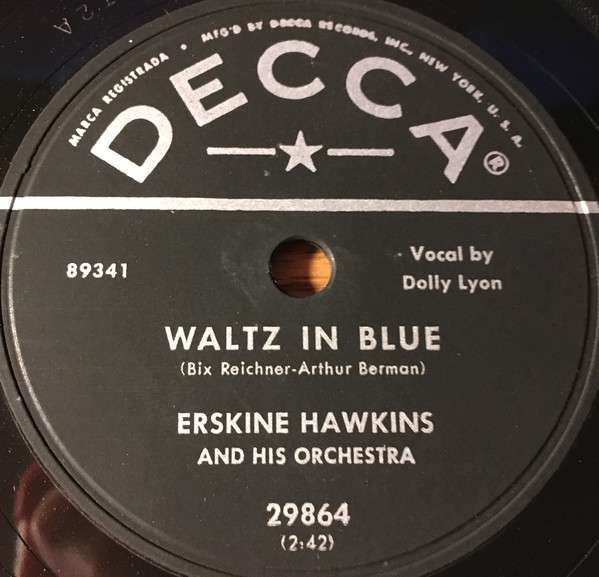 MARCA REGISTRADA • MFG'D BY DECCA RECORDS, INC., NEW YORK, U. S. A.
DECCA®
89341
Vocal by
Dolly Lyon
WALTZ IN BLUE
(Bix Reichner-Arthur Berman)
ERSKINE HAWKINS
AND HIS ORCHESTRA
29864
(2:42)